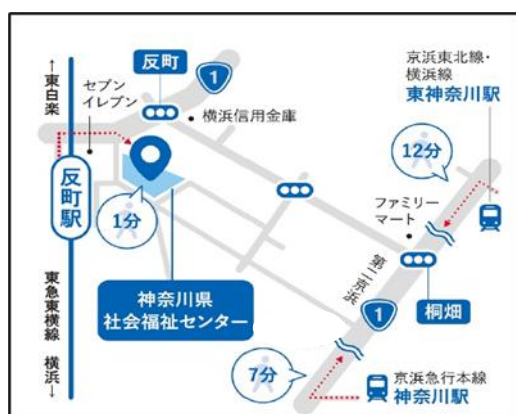 ↑東白楽
セブン
イレブン
反町
1
横浜信用金庫
京浜東北線・
横浜線
東神奈川駅
12分
反町駅
1分
ファミリー
マート
神奈川県
社会福祉センター
第二京浜
桐畑
1
東急東横線
横浜↓
7分
京浜急行本線
神奈川駅